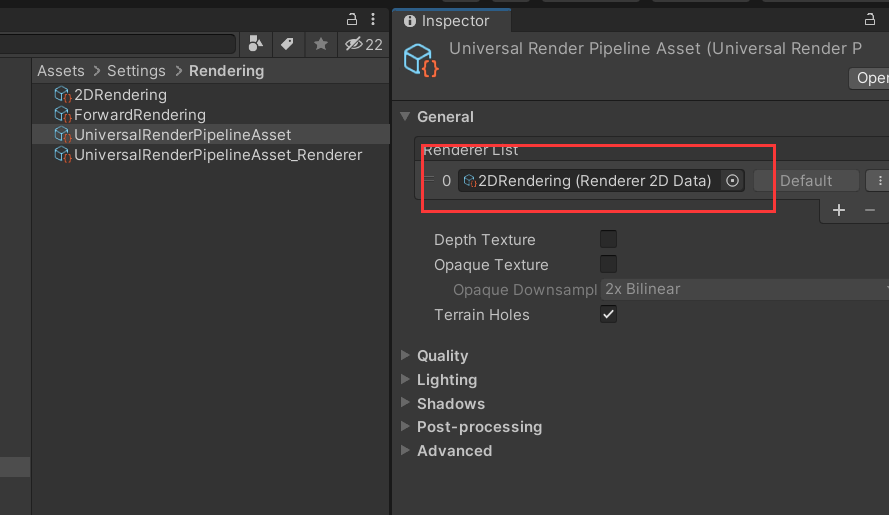 Inspector
22
Universal Render Pipeline Asset (Universal Render P
Open
Assets > Settings > Rendering
2DRendering
ForwardRendering
UniversalRenderPipelineAsset
UniversalRenderPipelineAsset_Renderer
General
Renderer List
0 2DRendering (Renderer 2D Data) Default
Depth Texture
Opaque Texture
Opaque Downsampl 2x Bilinear
Terrain Holes
Quality
Lighting
Shadows
Post-processing
Advanced